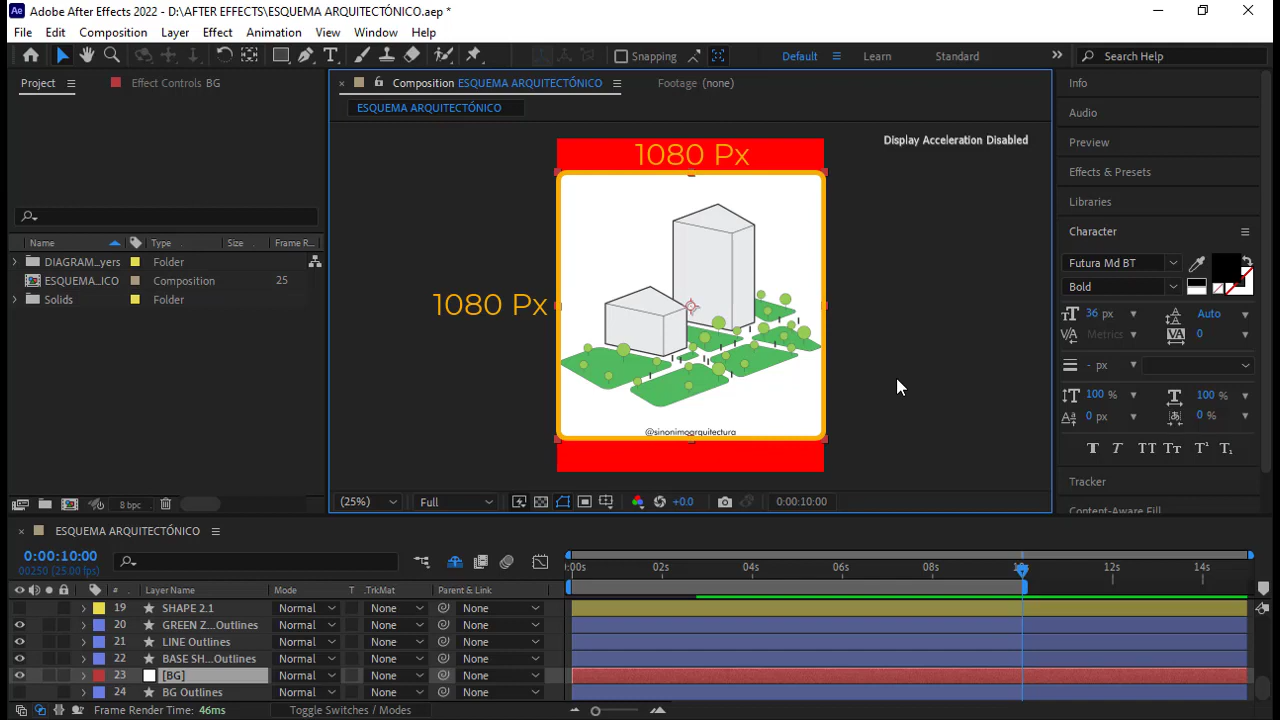 Adobe After Effects 2022 - D:\AFTER EFFECTS\ESQUEMA ARQUITECTÓNICO.aep *
File Edit Composition Layer Effect Animation View Window Help
Snapping Default Learn Standard Search Help
Project Effect Controls BG
Composition ESQUEMA ARQUITECTÓNICO Footage (none)
ESQUEMA ARQUITECTÓNICO
Display Acceleration Disabled
1080 Px
1080 Px
@sinonimoarquitectura
Name Type Size Frame R...
DIAGRAM...yers Folder
ESQUEMA...ICO Composition 25
Solids Folder
8 bpc
(25%) Full +0.0 0:00:10:00
Info
Audio
Preview
Effects & Presets
Libraries
Character
Futura Md BT
Bold
36 px Auto
Metrics 0
- px
100 % 100 %
0 px 0 %
T T TT Tт T¹ T₁
Content-Aware Fill
Paragraph
ESQUEMA ARQUITECTÓNICO
0:00:10:00
00250 (25.00 fps)
:00s 02s 04s 06s 08s 12s 14s
# Layer Name Mode T .TrkMat Parent & Link
19 SHAPE 2.1 Normal None None
20 GREEN Z...Outlines Normal None None
21 LINE Outlines Normal None None
22 BASE SH...Outlines Normal None None
23 [BG] Normal None None
24 BG Outlines Normal None None
Frame Render Time: 46ms Toggle Switches / Modes